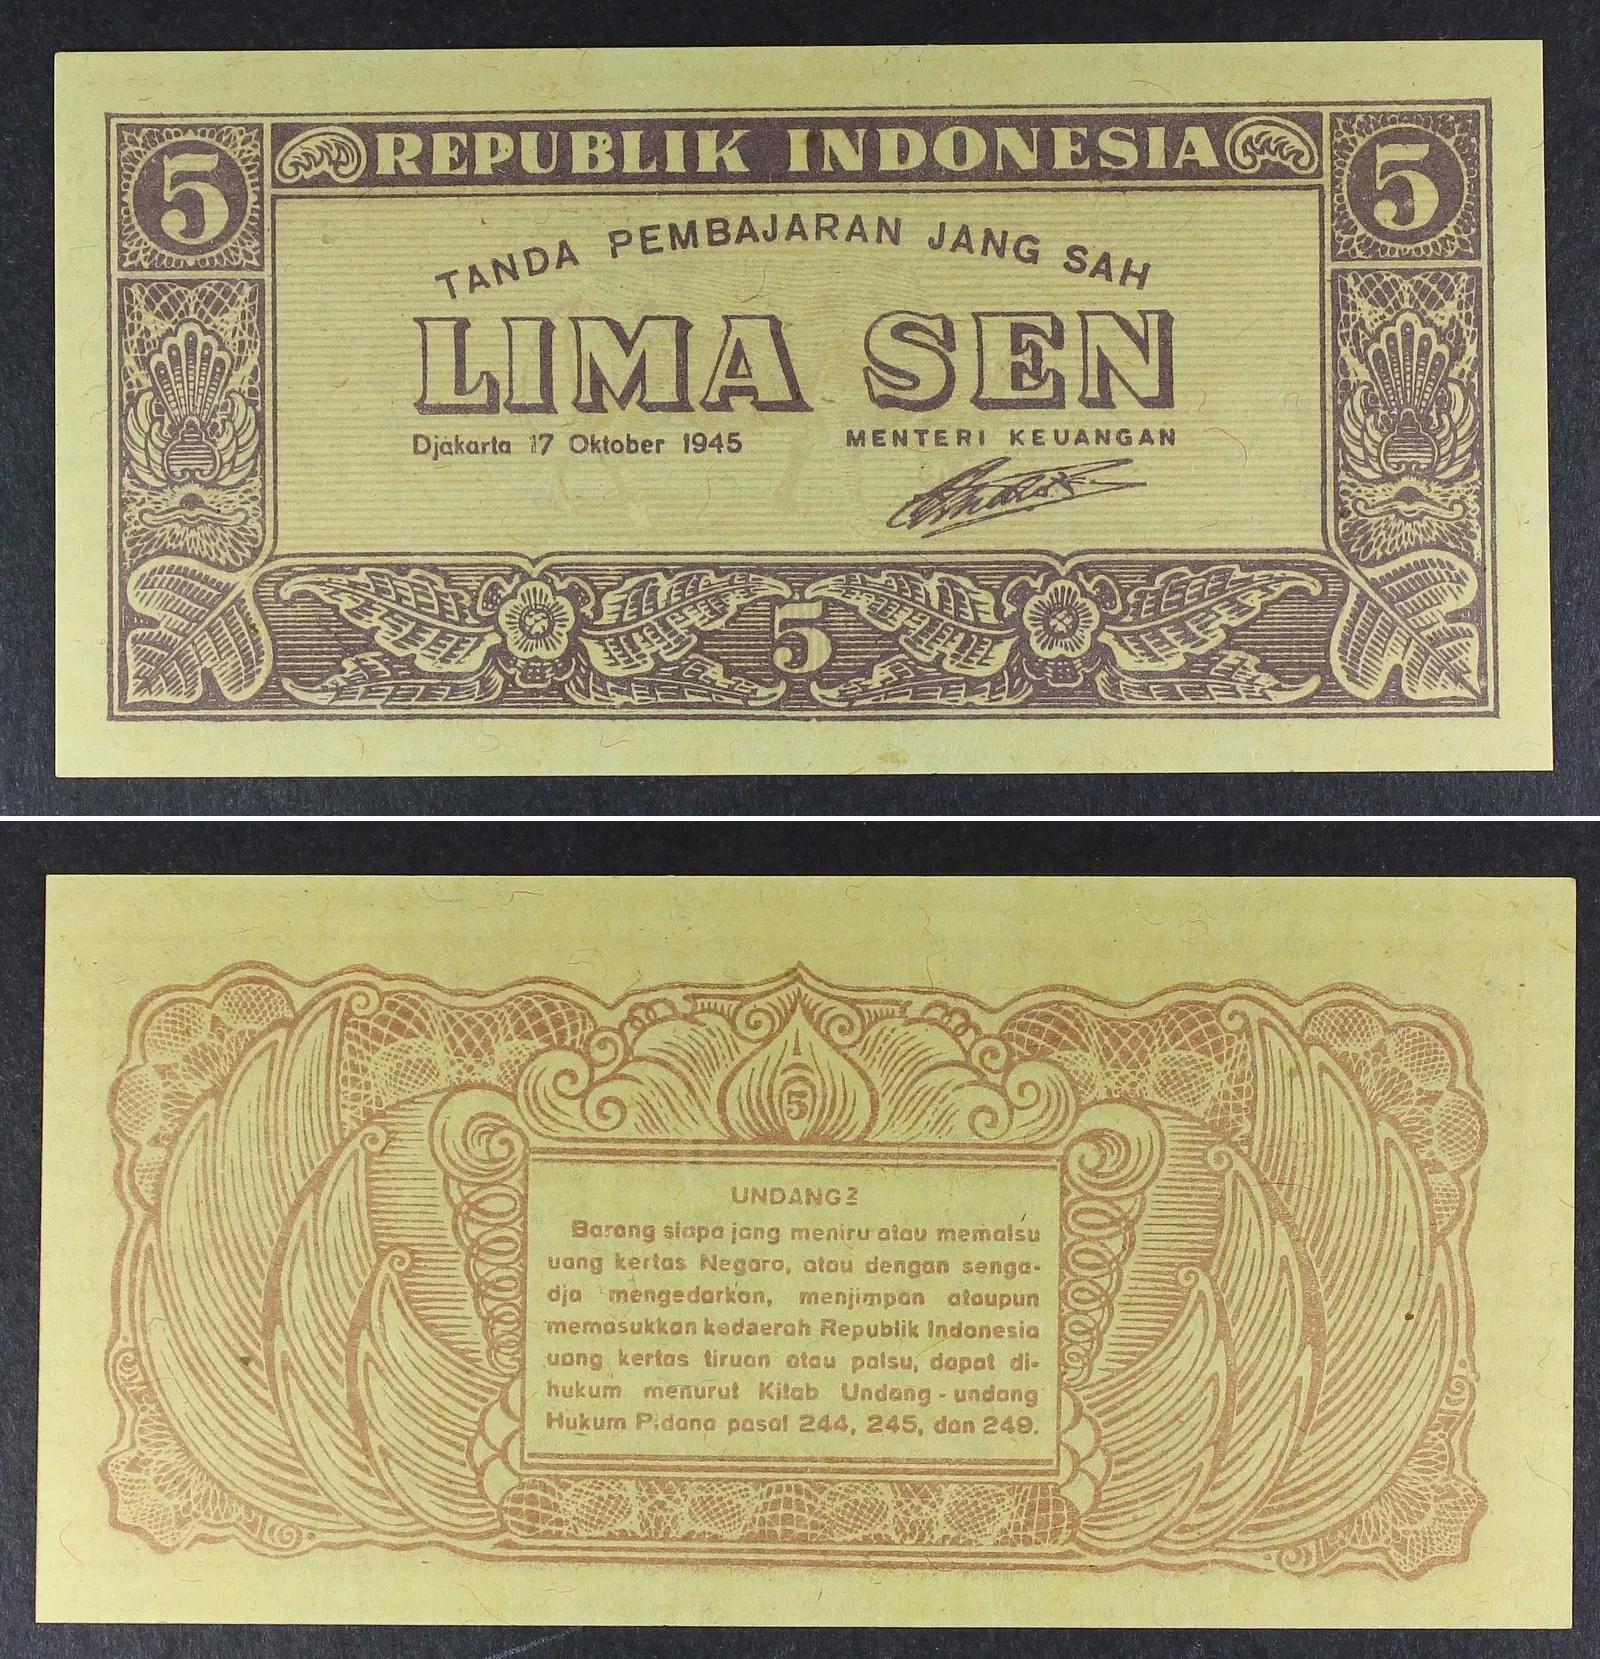 5 REPUBLIK INDONESIA 5
TANDA PEMBAJARAN JANG SAH
LIMA SEN
Djakarta 17 Oktober 1945
MENTERI KEUANGAN
5
5
UNDANG2
Barang siapa jang meniru atau memalsu
uang kertas Negara, atau dengan senga-
dja mengedarkan, menjimpan ataupun
memasukkan kedaerah Republik Indonesia
uang kertas tiruan atau palsu, dapat di-
hukum menurut Kitab Undang-undang
Hukum Pidana pasal 244, 245, dan 249.